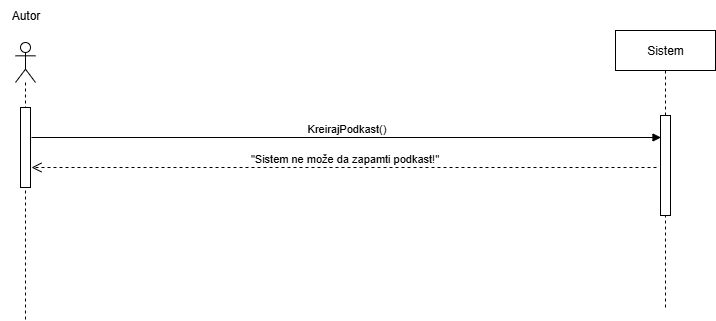 Autor
Sistem
KreirajPodkast()
"Sistem ne može da zapamti podkast!"